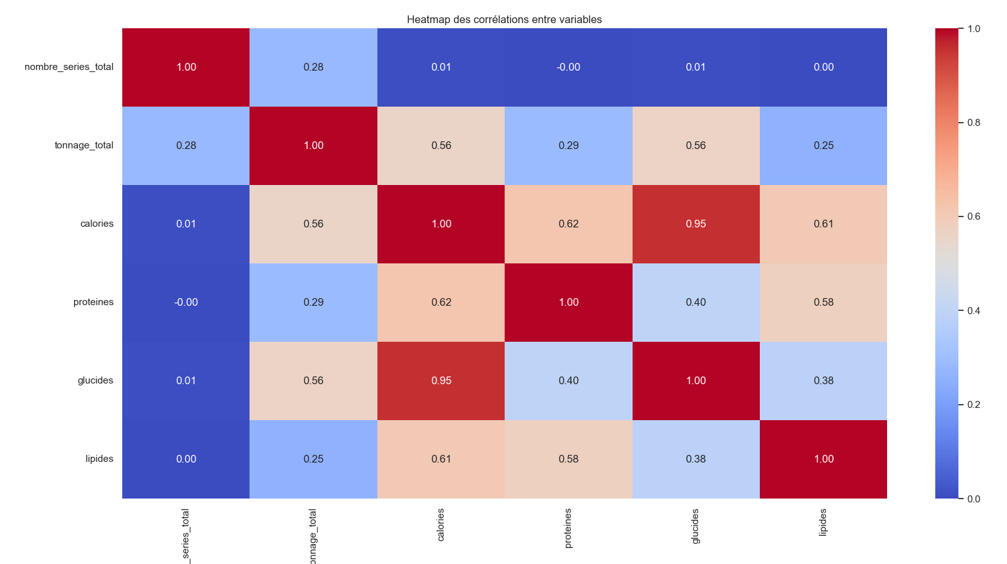 Heatmap des corrélations entre variables
nombre_series_total 1.00 0.28 0.01 -0.00 0.01 0.00
tonnage_total 0.28 1.00 0.56 0.29 0.56 0.25
calories 0.01 0.56 1.00 0.62 0.95 0.61
proteines -0.00 0.29 0.62 1.00 0.40 0.58
glucides 0.01 0.56 0.95 0.40 1.00 0.38
lipides 0.00 0.25 0.61 0.58 0.38 1.00
_series_total onnage_total calories proteines glucides lipides
1.0
0.8
0.6
0.4
0.2
0.0